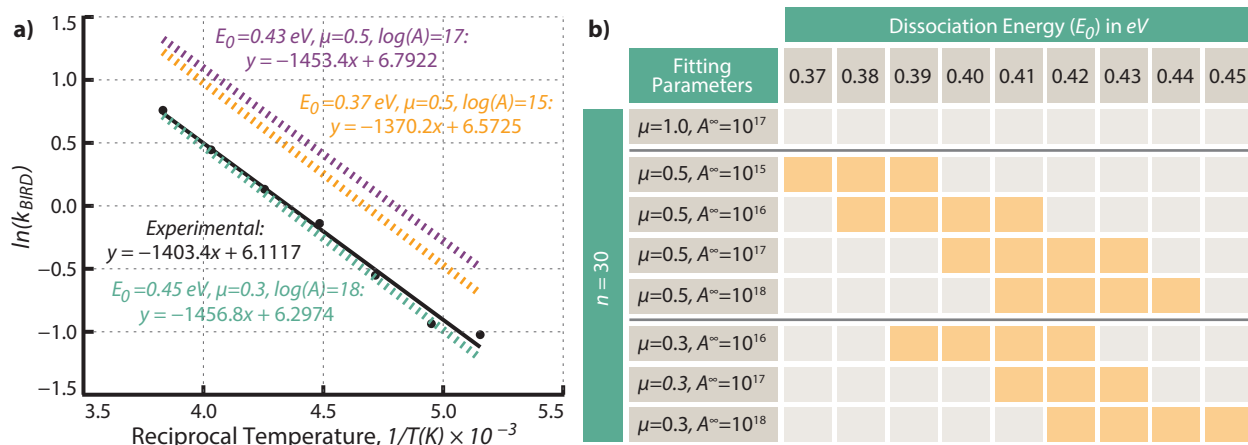 a)
1.5
1.0
0.5
0.0
−0.5
−1.0
−1.5
ln(k_BIRD)
E₀=0.43 eV, μ=0.5, log(A)=17:
y = −1453.4x + 6.7922
E₀=0.37 eV, μ=0.5, log(A)=15:
y = −1370.2x + 6.5725
Experimental:
y = −1403.4x + 6.1117
E₀=0.45 eV, μ=0.3, log(A)=18:
y = −1456.8x + 6.2974
3.5 4.0 4.5 5.0 5.5
Reciprocal Temperature, 1/T(K) × 10⁻³
b)
Dissociation Energy (E₀) in eV
Fitting
Parameters
0.37 0.38 0.39 0.40 0.41 0.42 0.43 0.44 0.45
n = 30
μ=1.0, A^∞=10¹⁷
μ=0.5, A^∞=10¹⁵
μ=0.5, A^∞=10¹⁶
μ=0.5, A^∞=10¹⁷
μ=0.5, A^∞=10¹⁸
μ=0.3, A^∞=10¹⁶
μ=0.3, A^∞=10¹⁷
μ=0.3, A^∞=10¹⁸